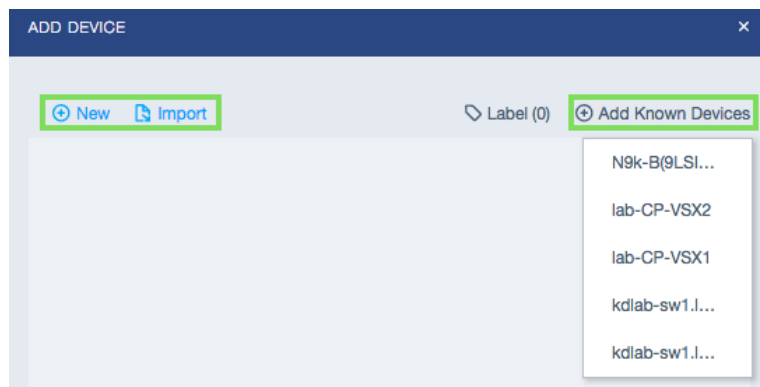 ADD DEVICE ×
New Import Label (0) Add Known Devices
N9k-B(9LSI...
lab-CP-VSX2
lab-CP-VSX1
kdlab-sw1.l...
kdlab-sw1.l...